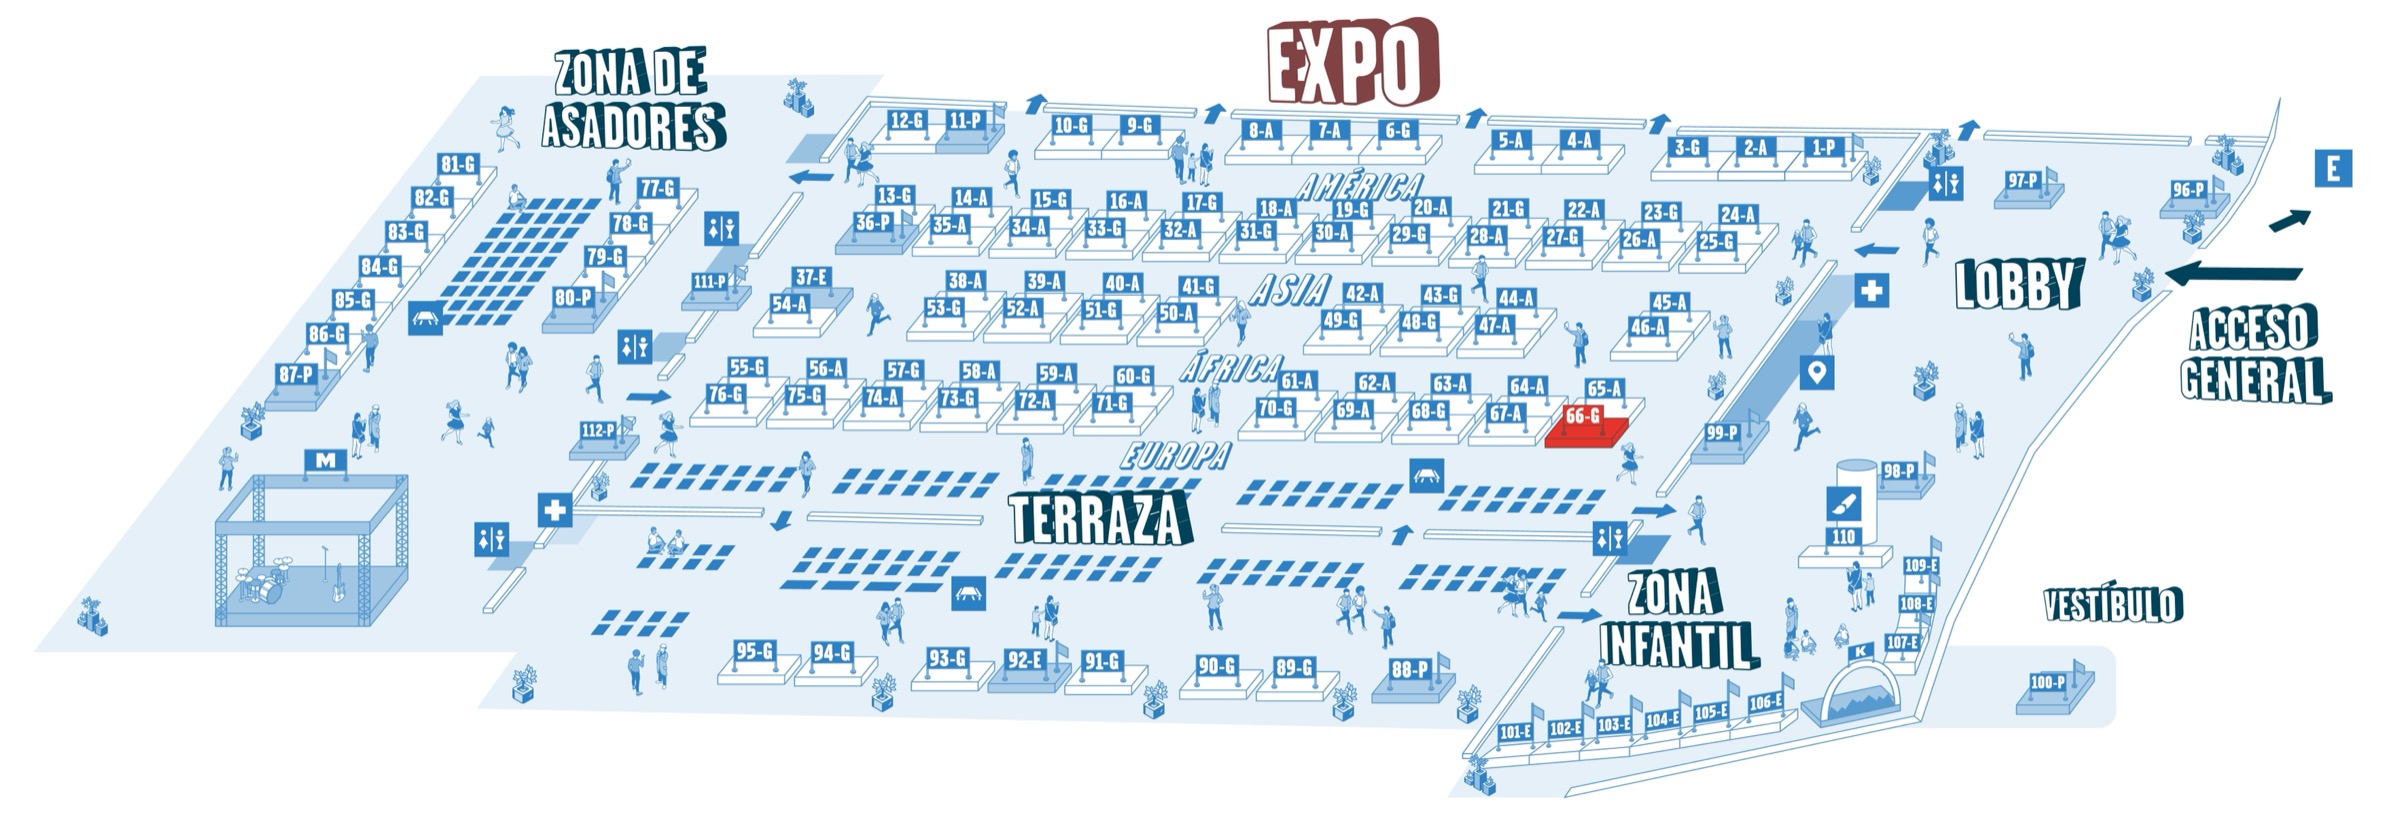 EXPO
ZONA DE
ASADORES
12-G 11-P 10-G 9-G 8-A 7-A 6-G 5-A 4-A 3-G 2-A 1-P
AMÉRICA
13-G 14-A 15-G 16-A 17-G 18-A 19-G 20-A 21-G 22-A 23-G 24-A
36-P 35-A 34-A 33-G 32-A 31-G 30-A 29-G 28-A 27-G 26-A 25-G
ASIA
37-E 38-A 39-A 40-A 41-G 42-A 43-G 44-A 45-A
54-A 53-G 52-A 51-G 50-A 49-G 48-G 47-A 46-A
ÁFRICA
55-G 56-A 57-G 58-A 59-A 60-G 61-A 62-A 63-A 64-A 65-A
76-G 75-G 74-A 73-G 72-A 71-G 70-G 69-A 68-G 67-A 66-G
EUROPA
81-G
82-G
83-G
84-G
85-G
86-G
87-P
77-G
78-G
79-G
80-P
111-P
112-P
M
TERRAZA
95-G 94-G 93-G 92-E 91-G 90-G 89-G 88-P
97-P 96-P
E
LOBBY
ACCESO
GENERAL
99-P
98-P
110
ZONA
INFANTIL
109-E
108-E
107-E
K
101-E 102-E 103-E 104-E 105-E 106-E
VESTÍBULO
100-P